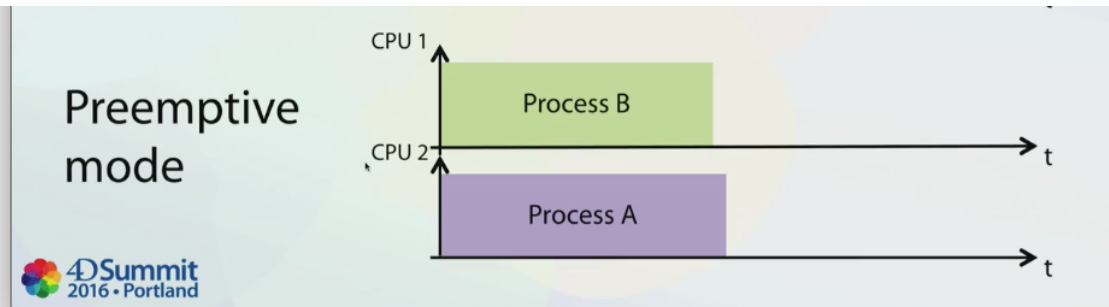 Preemptive
mode
CPU 1
Process B
t
CPU 2
Process A
t
4D Summit
2016 • Portland